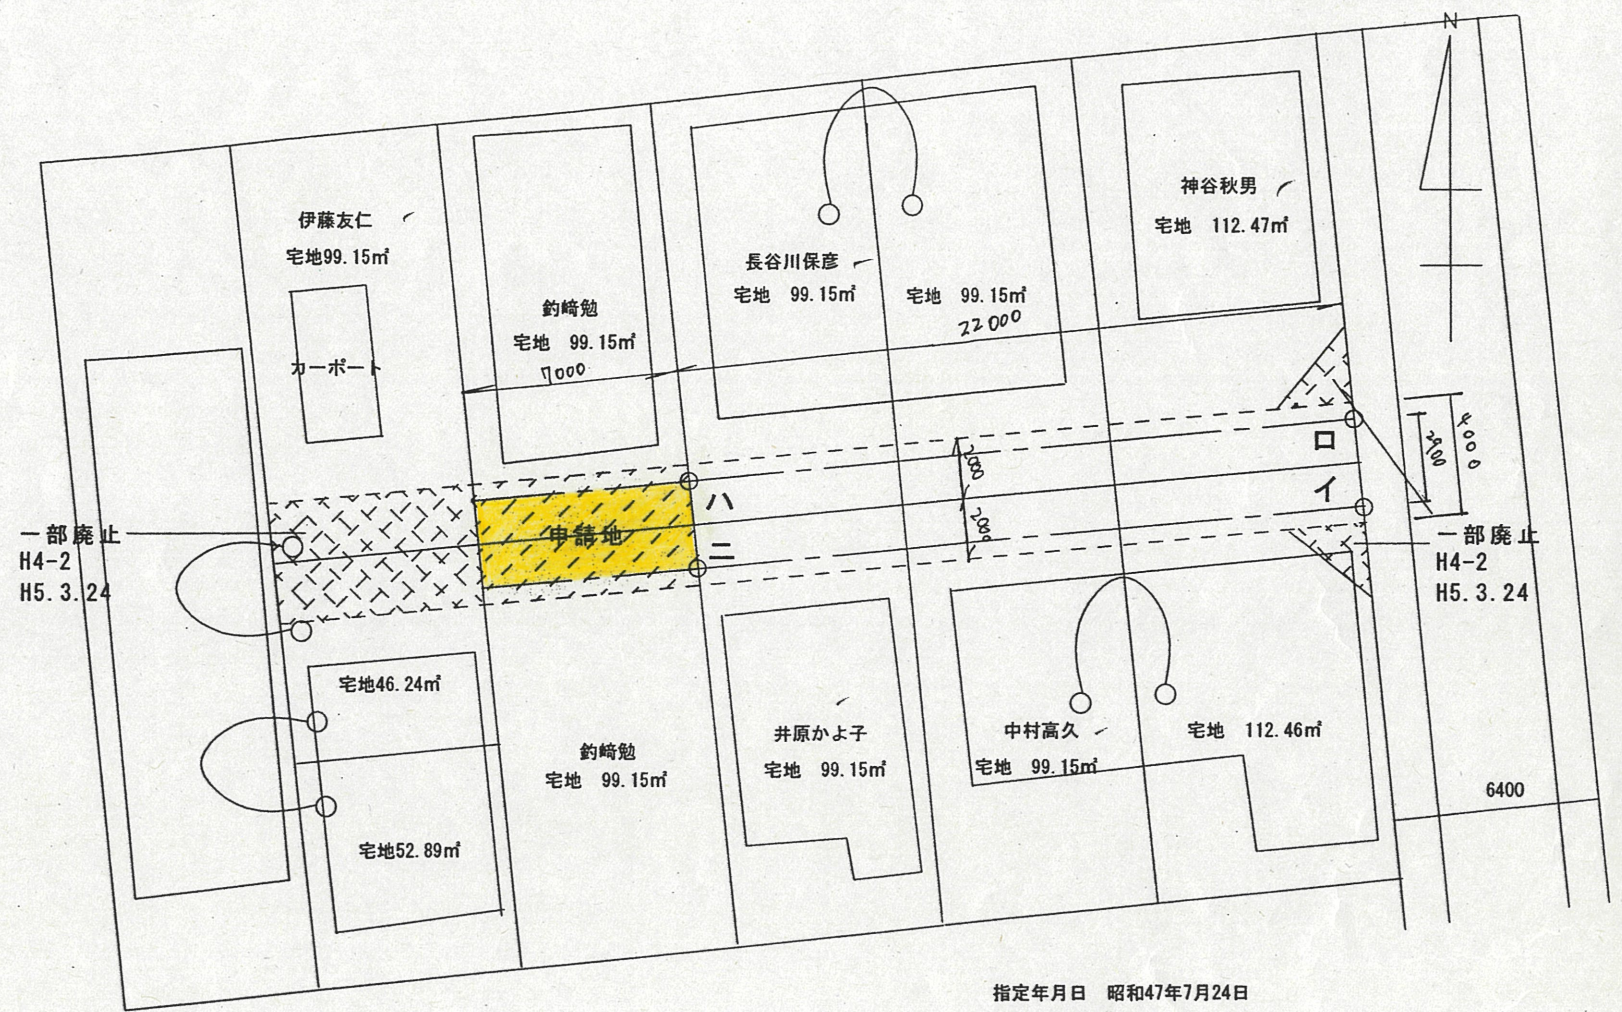 N
神谷秋男
宅地 112.47㎡
伊藤友仁
宅地99.15㎡
長谷川保彦
宅地 99.15㎡
宅地 99.15㎡
22000
釣﨑勉
宅地 99.15㎡
7000
カーポート
ロ
イ
2900
4000
ハ
ニ
申請地
一部廃止
H4-2
H5.3.24
一部廃止
H4-2
H5.3.24
宅地46.24㎡
釣﨑勉
宅地 99.15㎡
井原かよ子
宅地 99.15㎡
中村高久
宅地 99.15㎡
宅地 112.46㎡
6400
宅地52.89㎡
指定年月日 昭和47年7月24日